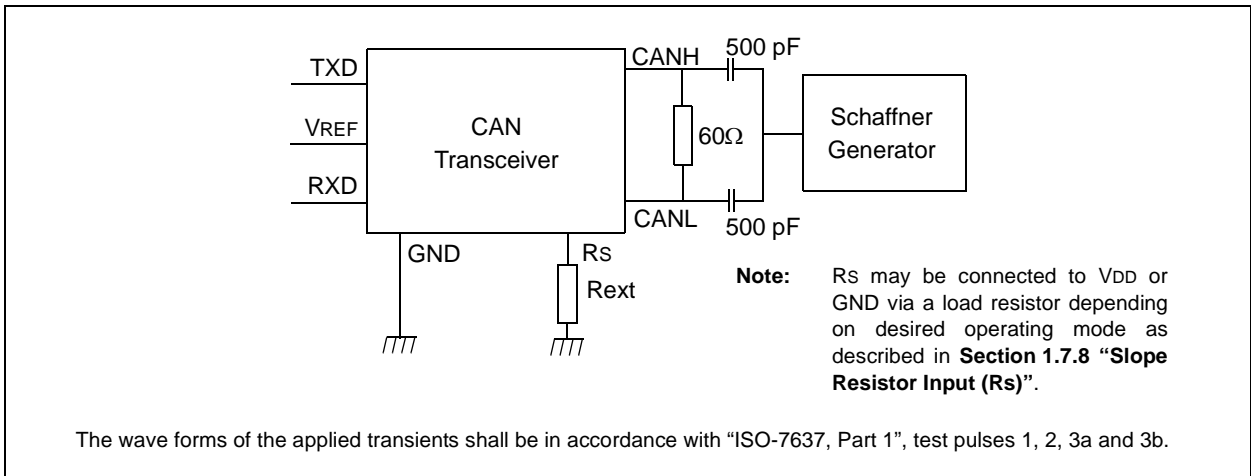 500 pF
CANH
TXD
VREF
CAN
Transceiver
60Ω
Schaffner
Generator
RXD
CANL
500 pF
GND
RS
Rext
Note: RS may be connected to VDD or
GND via a load resistor depending
on desired operating mode as
described in Section 1.7.8 “Slope
Resistor Input (Rs)”.
The wave forms of the applied transients shall be in accordance with “ISO-7637, Part 1”, test pulses 1, 2, 3a and 3b.